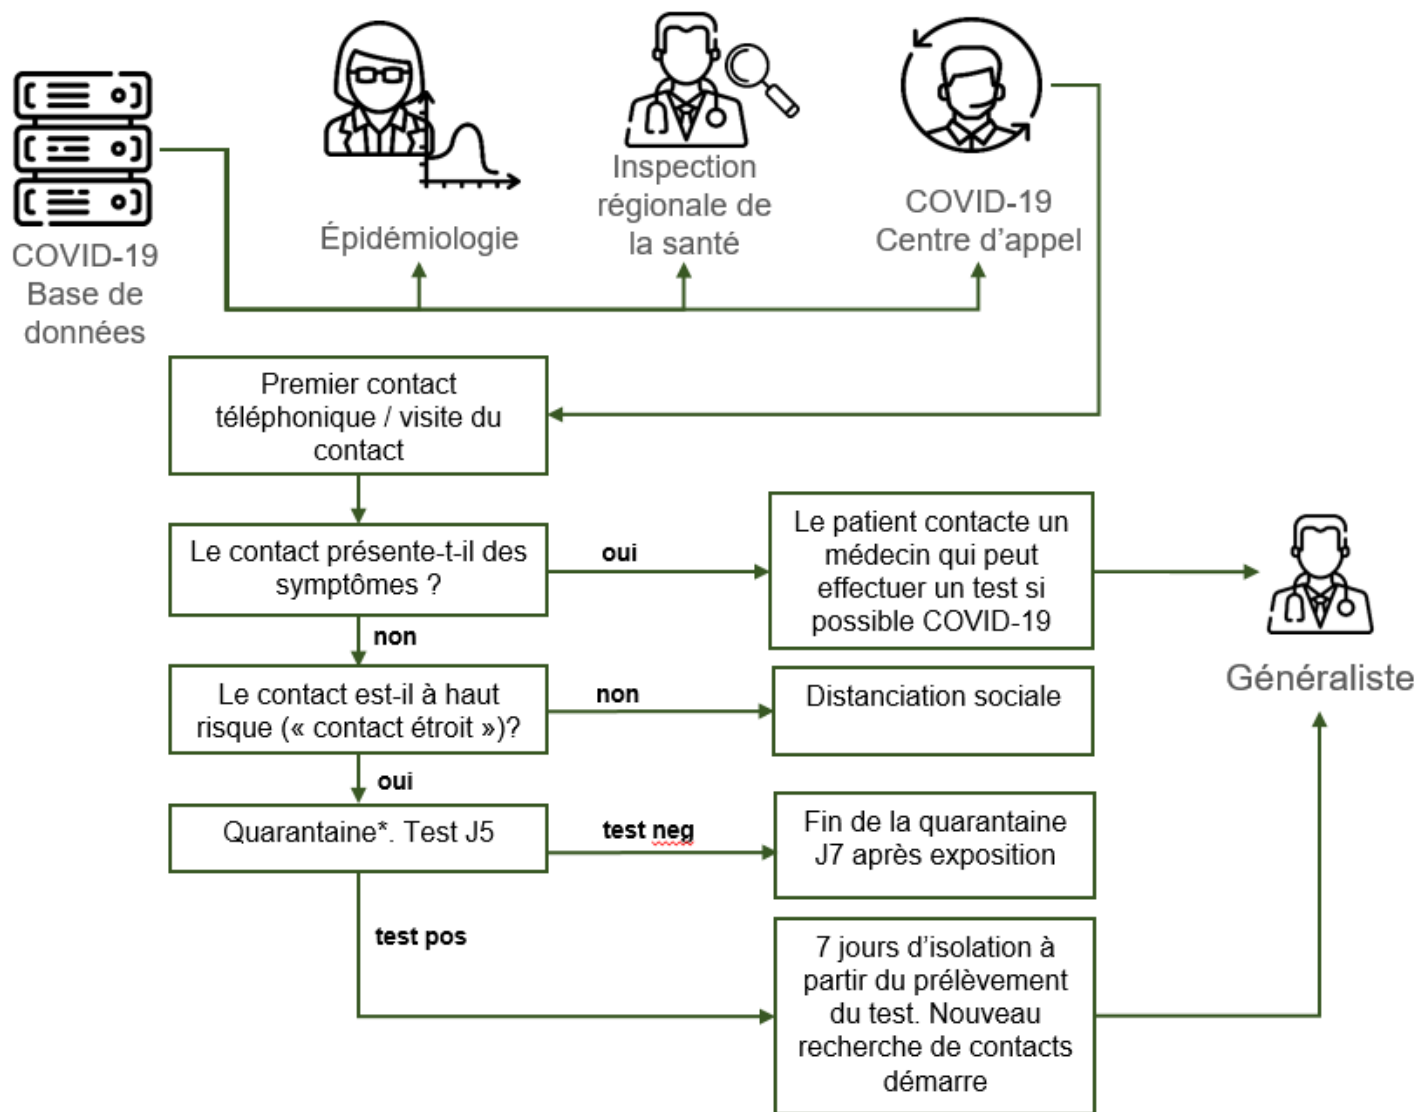 COVID-19
Base de
données
Épidémiologie
Inspection
régionale de
la santé
COVID-19
Centre d’appel
Premier contact
téléphonique / visite du
contact
Le contact présente-t-il des
symptômes ?
oui
Le patient contacte un
médecin qui peut
effectuer un test si
possible COVID-19
Généraliste
non
Le contact est-il à haut
risque (« contact étroit »)?
non
Distanciation sociale
oui
Quarantaine*. Test J5
test neg
Fin de la quarantaine
J7 après exposition
test pos
7 jours d’isolation à
partir du prélèvement
du test. Nouveau
recherche de contacts
démarre